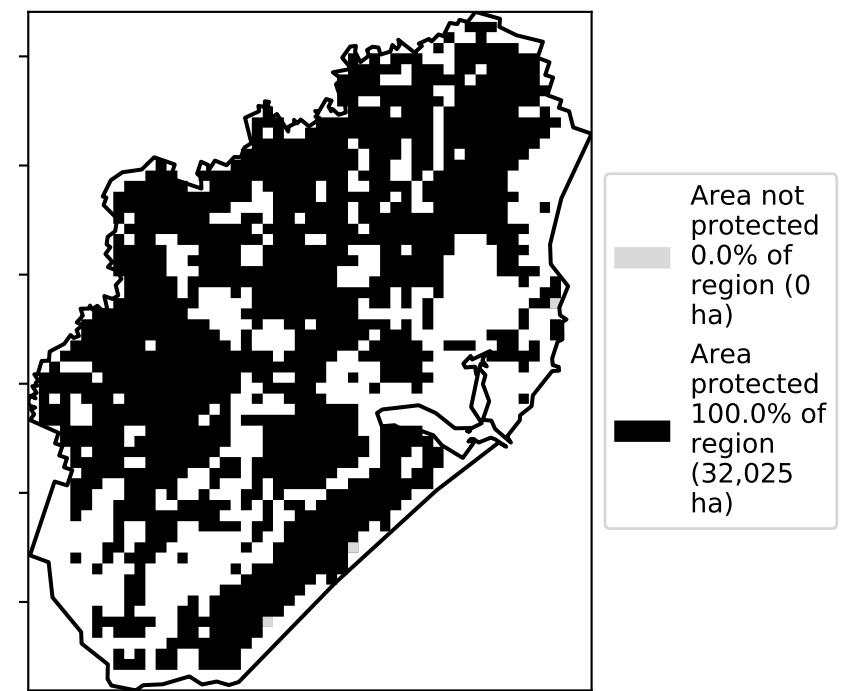 Area not
protected
0.0% of
region (0
ha)
Area
protected
100.0% of
region
(32,025
ha)